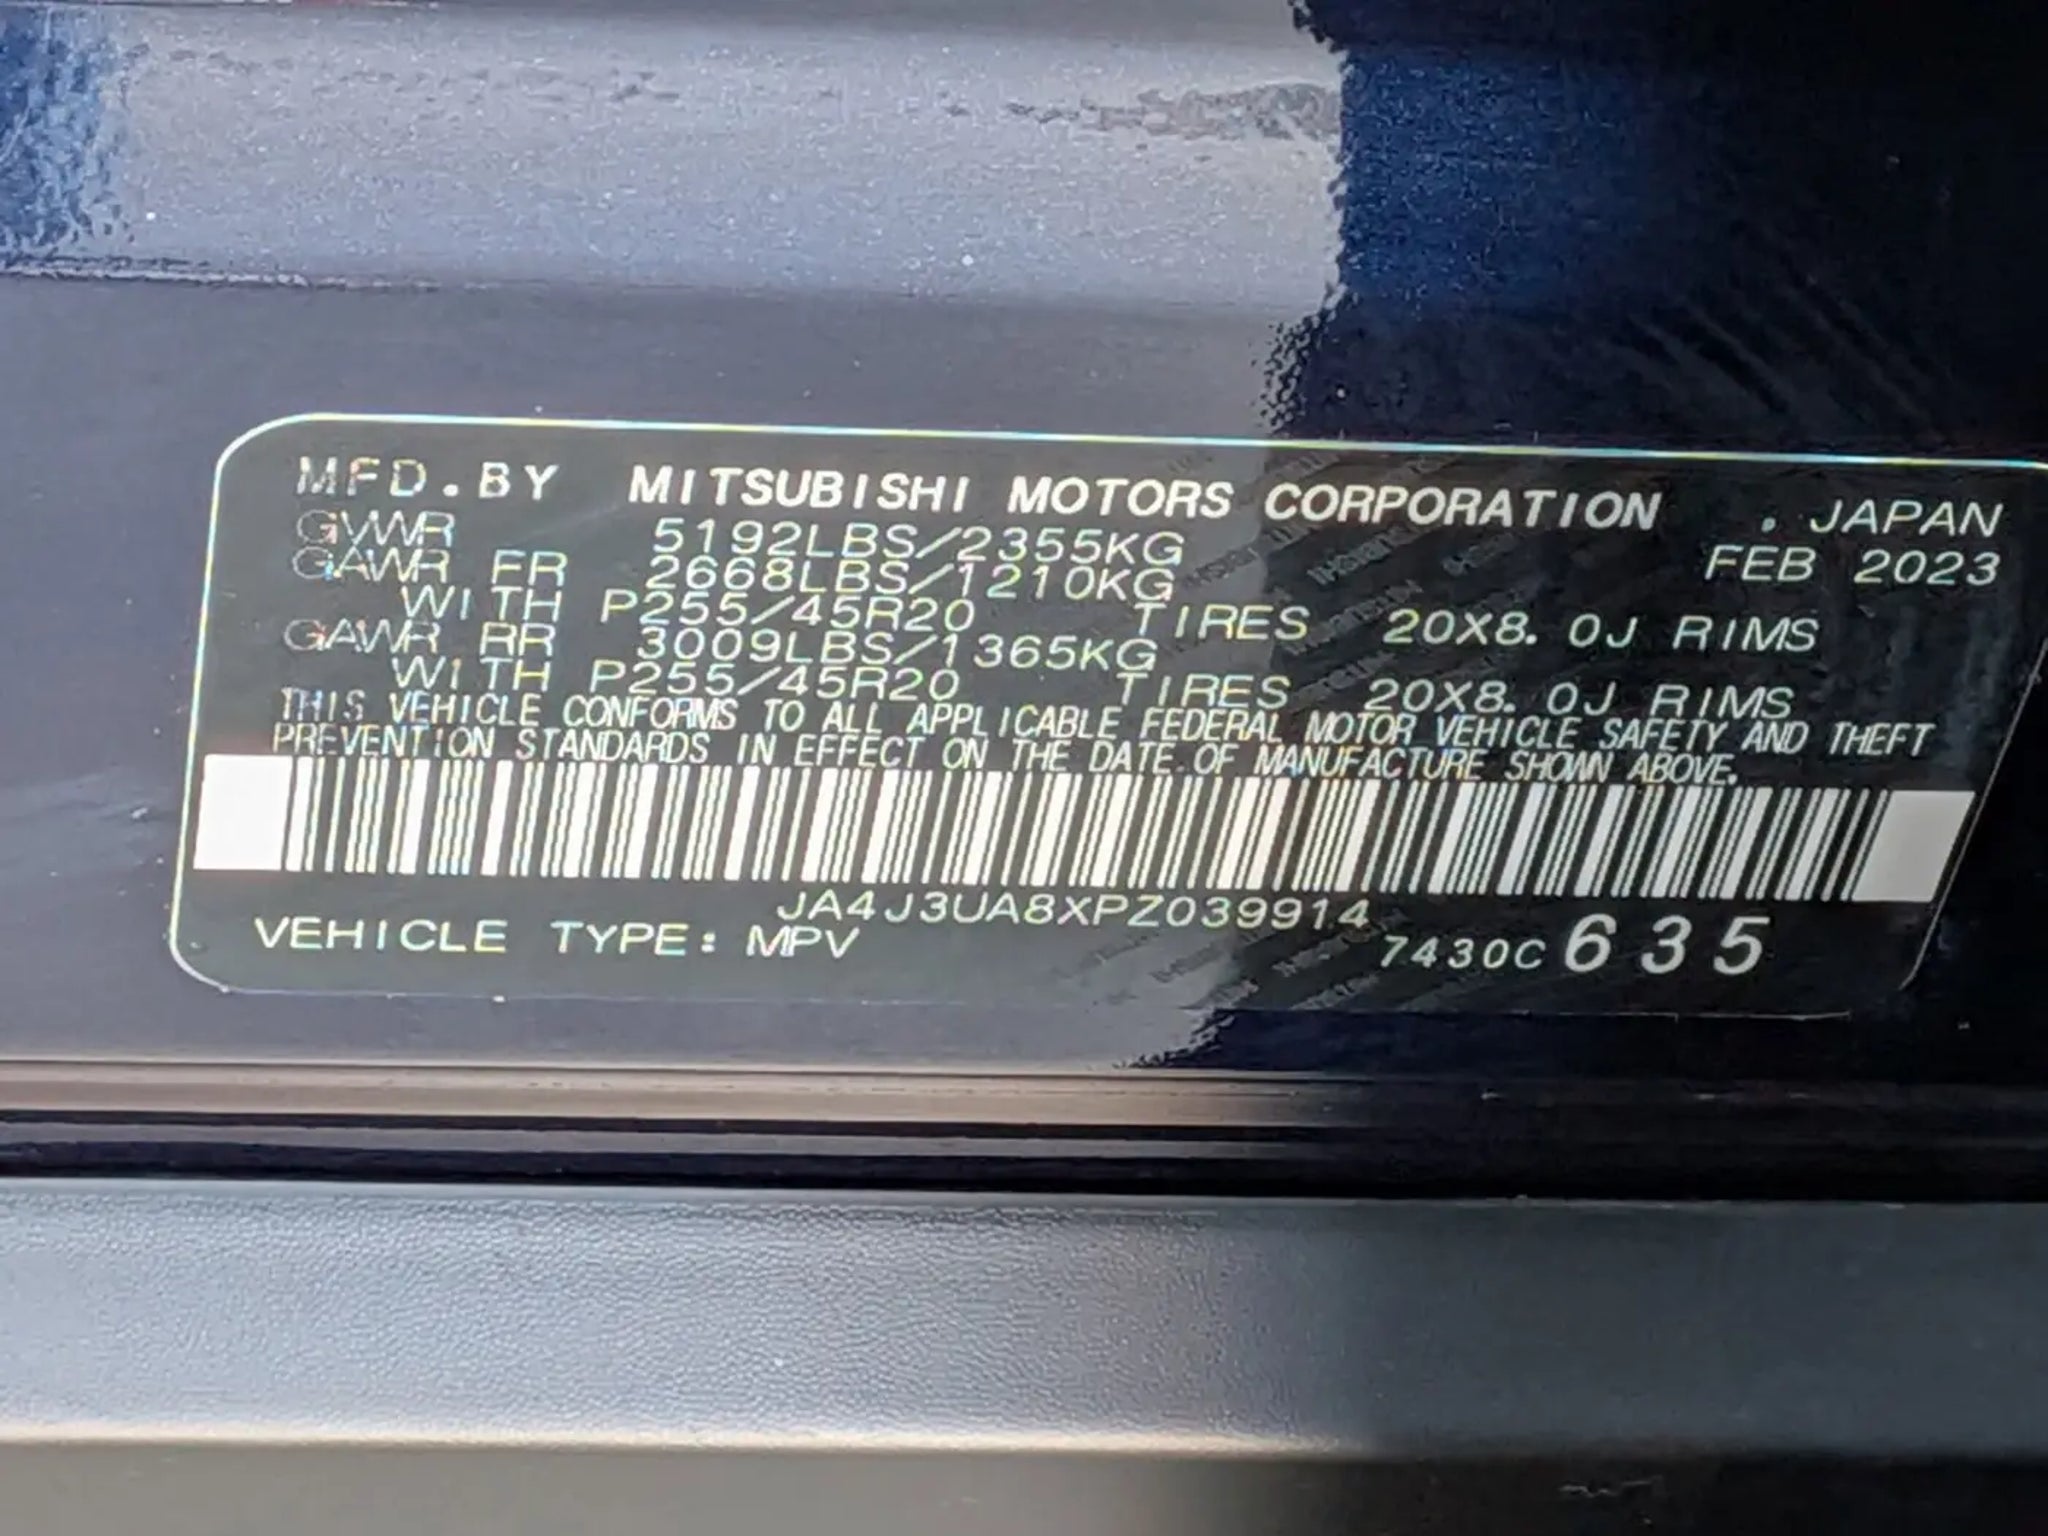 MFD.BY MITSUBISHI MOTORS CORPORATION . JAPAN
GVWR 5192LBS/2355KG FEB 2023
GAWR FR 2668LBS/1210KG
WITH P255/45R20 TIRES 20X8.0J RIMS
GAWR RR 3009LBS/1365KG
WITH P255/45R20 TIRES 20X8.0J RIMS
THIS VEHICLE CONFORMS TO ALL APPLICABLE FEDERAL MOTOR VEHICLE SAFETY AND THEFT
PREVENTION STANDARDS IN EFFECT ON THE DATE OF MANUFACTURE SHOWN ABOVE.
JA4J3UA8XPZ039914
VEHICLE TYPE: MPV 7430C 635